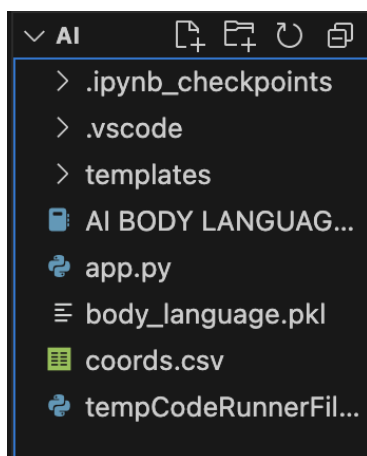 AI
.ipynb_checkpoints
.vscode
templates
AI BODY LANGUAG...
app.py
body_language.pkl
coords.csv
tempCodeRunnerFil...